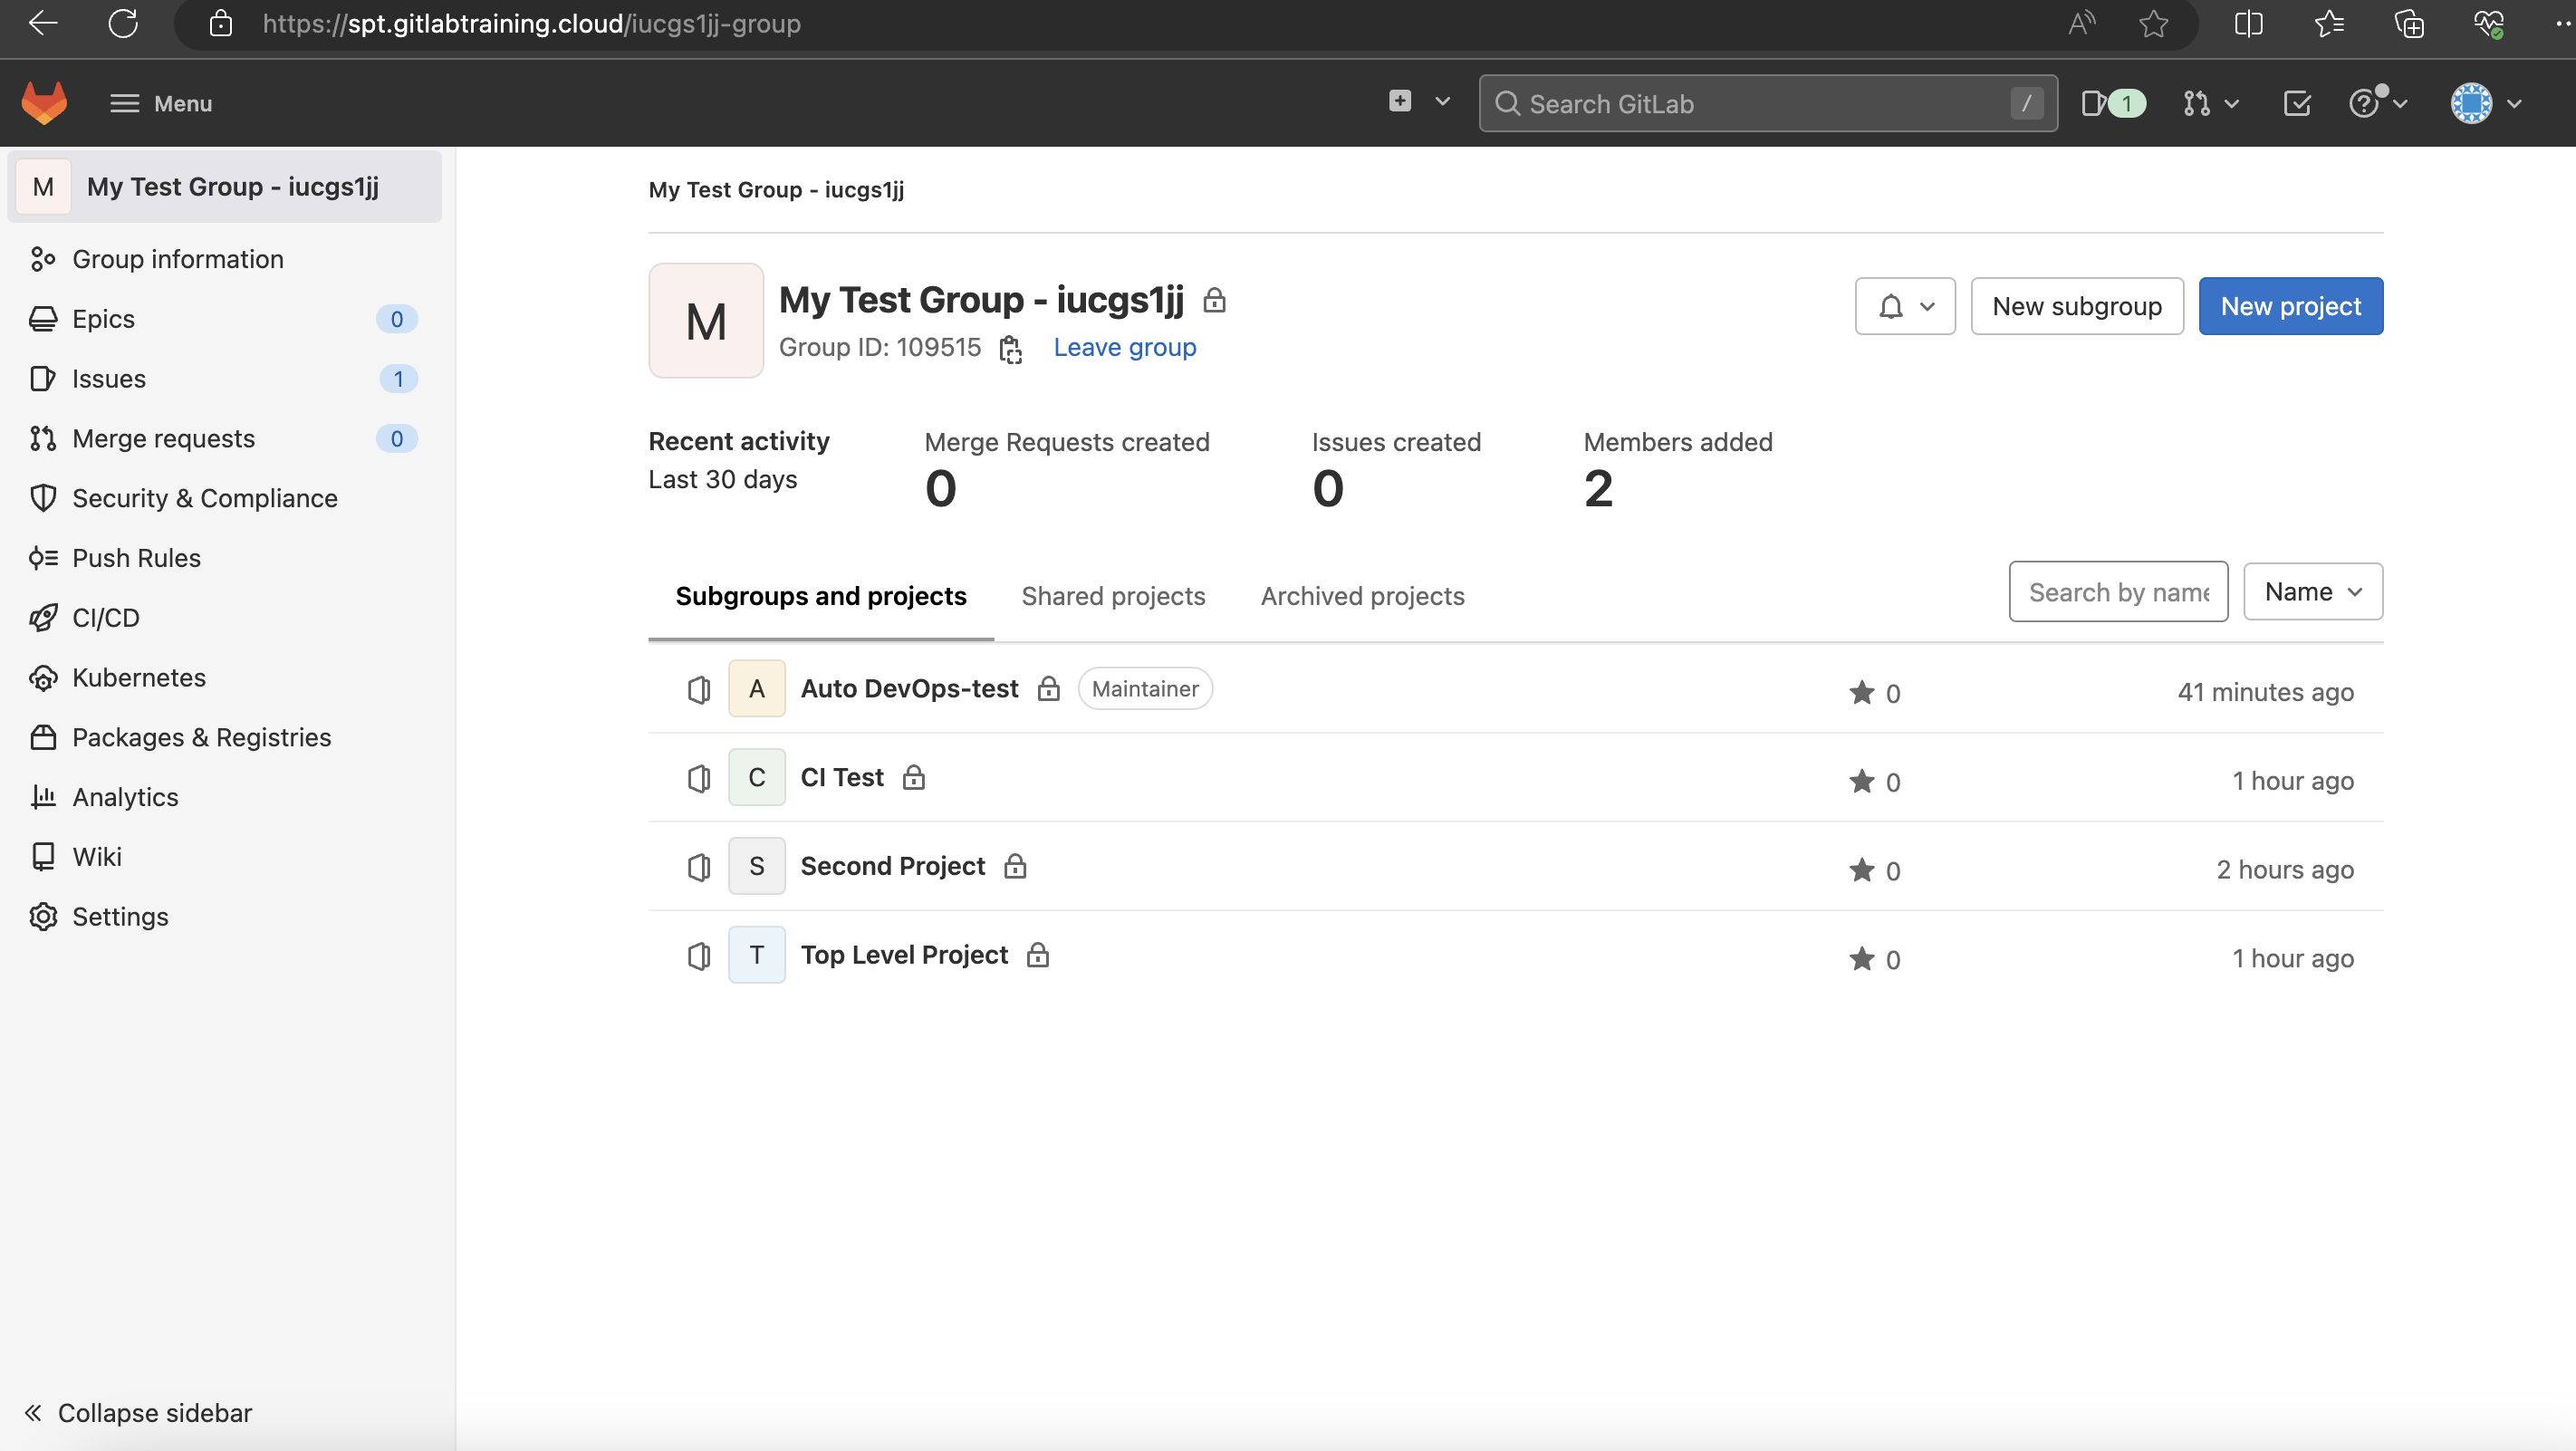 https://spt.gitlabtraining.cloud/iucgs1jj-group
Menu
Search GitLab
/
1
M
My Test Group - iucgs1jj
Group information
Epics 0
Issues 1
Merge requests 0
Security & Compliance
Push Rules
CI/CD
Kubernetes
Packages & Registries
Analytics
Wiki
Settings
Collapse sidebar
My Test Group - iucgs1jj
M
My Test Group - iucgs1jj
Group ID: 109515 Leave group
New subgroup
New project
Recent activity
Last 30 days
Merge Requests created
0
Issues created
0
Members added
2
Subgroups and projects Shared projects Archived projects
Search by name
Name
A Auto DevOps-test Maintainer 0 41 minutes ago
C CI Test 0 1 hour ago
S Second Project 0 2 hours ago
T Top Level Project 0 1 hour ago